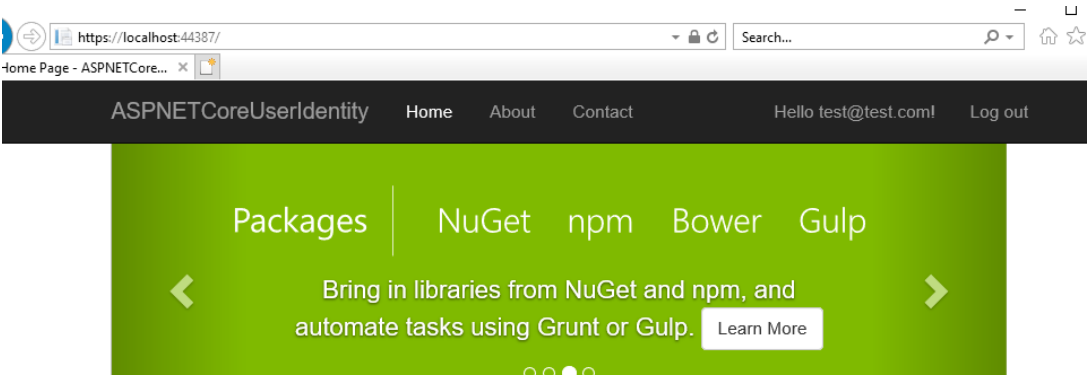 https://localhost:44387/
Search...
Home Page - ASPNETCore...
ASPNETCoreUserIdentity Home About Contact Hello test@test.com! Log out
Packages NuGet npm Bower Gulp
Bring in libraries from NuGet and npm, and
automate tasks using Grunt or Gulp. Learn More